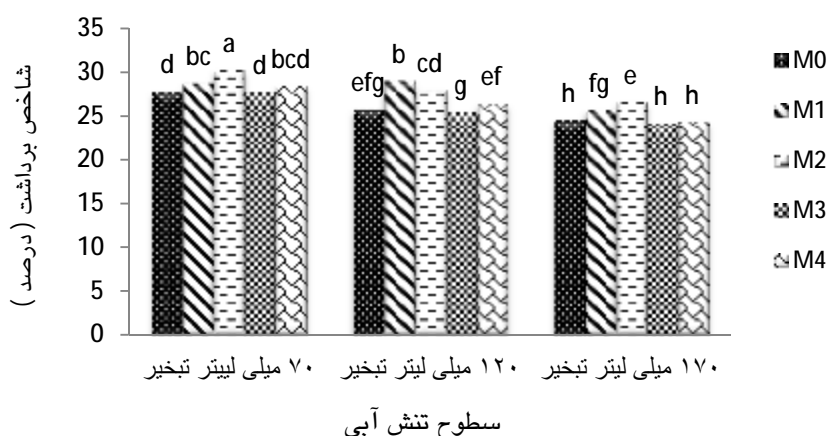 شاخص برداشت (درصد)
35
30
25
20
15
10
5
0
d bc a d bcd
efg b cd g ef
h fg e h h
۷۰ میلی لییتر تبخیر
۱۲۰ میلی لیتر تبخیر
۱۷۰ میلی لیتر تبخیر
سطوح تنش آبی
M0
M1
M2
M3
M4